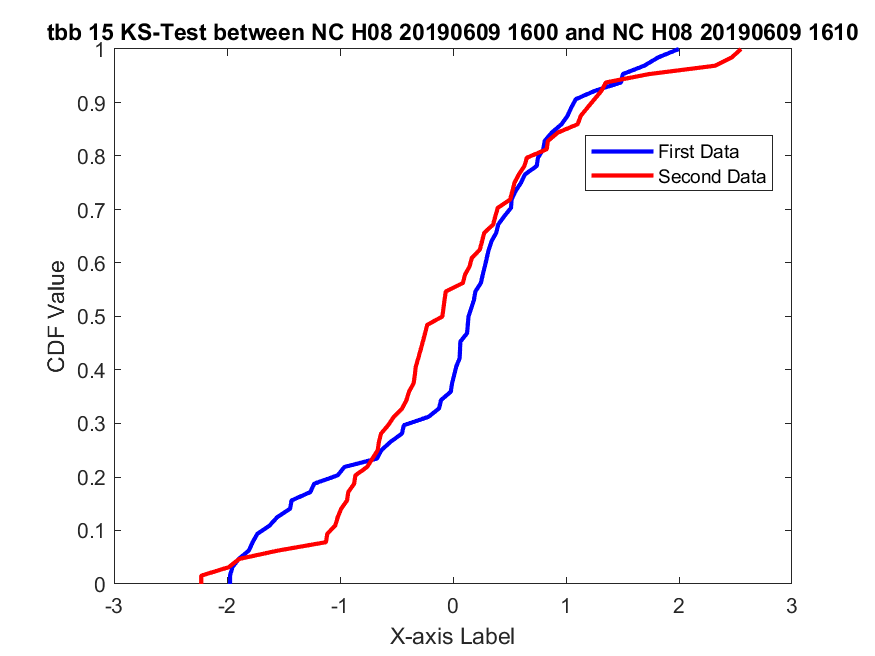 tbb 15 KS-Test between NC H08 20190609 1600 and NC H08 20190609 1610
1
0.9
0.8
0.7
0.6
0.5
0.4
0.3
0.2
0.1
0
CDF Value
First Data
Second Data
-3 -2 -1 0 1 2 3
X-axis Label